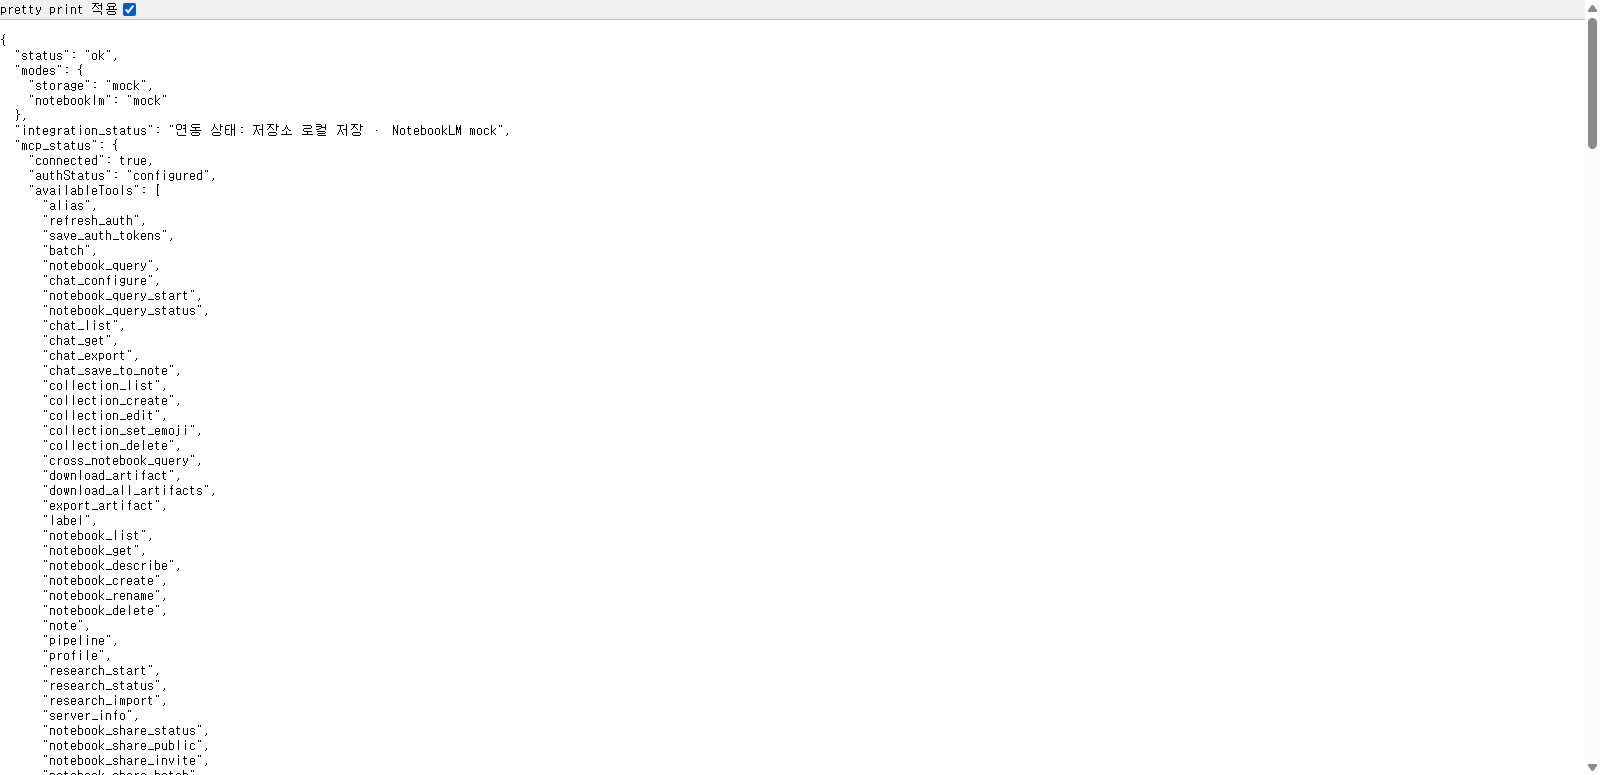 pretty print 적용
{
  "status": "ok",
  "modes": {
    "storage": "mock",
    "notebooklm": "mock"
  },
  "integration_status": "연동 상태: 저장소 로컬 저장 · NotebookLM mock",
  "mcp_status": {
    "connected": true,
    "authStatus": "configured",
    "availableTools": [
      "alias",
      "refresh_auth",
      "save_auth_tokens",
      "batch",
      "notebook_query",
      "chat_configure",
      "notebook_query_start",
      "notebook_query_status",
      "chat_list",
      "chat_get",
      "chat_export",
      "chat_save_to_note",
      "collection_list",
      "collection_create",
      "collection_edit",
      "collection_set_emoji",
      "collection_delete",
      "cross_notebook_query",
      "download_artifact",
      "download_all_artifacts",
      "export_artifact",
      "label",
      "notebook_list",
      "notebook_get",
      "notebook_describe",
      "notebook_create",
      "notebook_rename",
      "notebook_delete",
      "note",
      "pipeline",
      "profile",
      "research_start",
      "research_status",
      "research_import",
      "server_info",
      "notebook_share_status",
      "notebook_share_public",
      "notebook_share_invite",
      "notebook_share_batch"